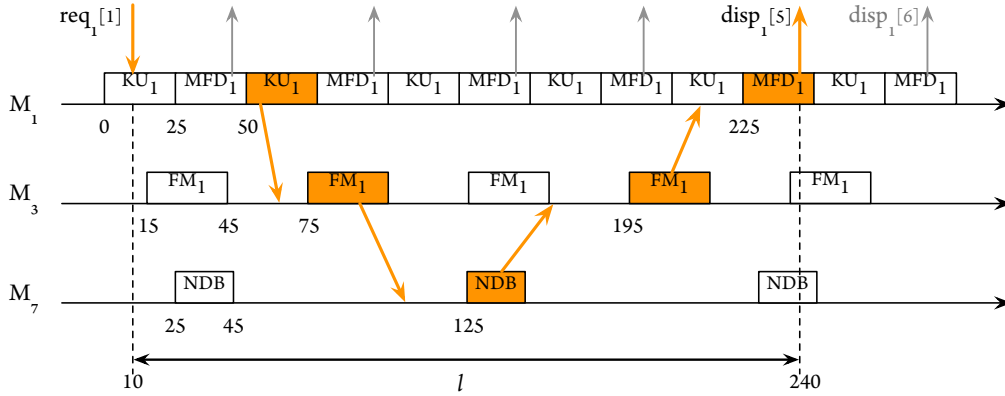 req₁[1] disp₁[5] disp₁[6]
M₁ KU₁ MFD₁ KU₁ MFD₁ KU₁ MFD₁ KU₁ MFD₁ KU₁ MFD₁ KU₁ MFD₁
0 25 50 225
M₃ FM₁ FM₁ FM₁ FM₁ FM₁
15 45 75 195
M₇ NDB NDB NDB
25 45 125
10 l 240